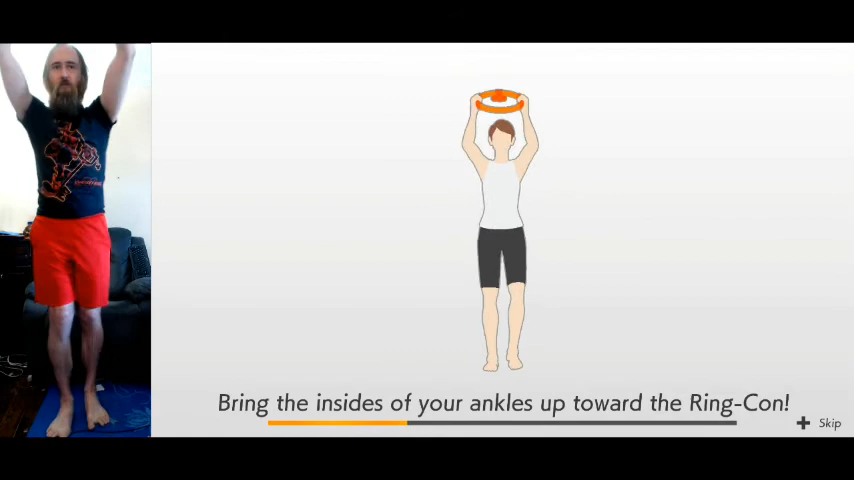 Bring the insides of your ankles up toward the Ring-Con!
Skip